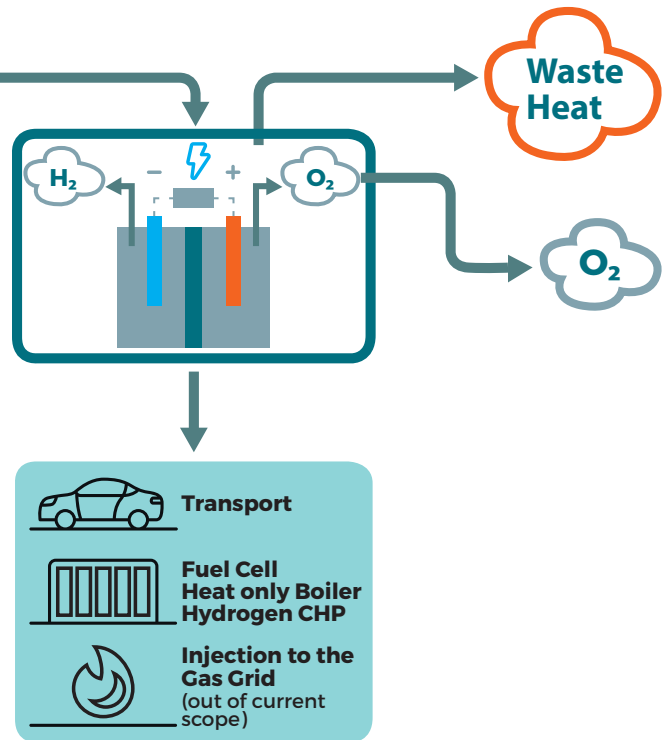 Waste
Heat
H₂
−
+
O₂
O₂
Transport
Fuel Cell
Heat only Boiler
Hydrogen CHP
Injection to the
Gas Grid
(out of current
scope)